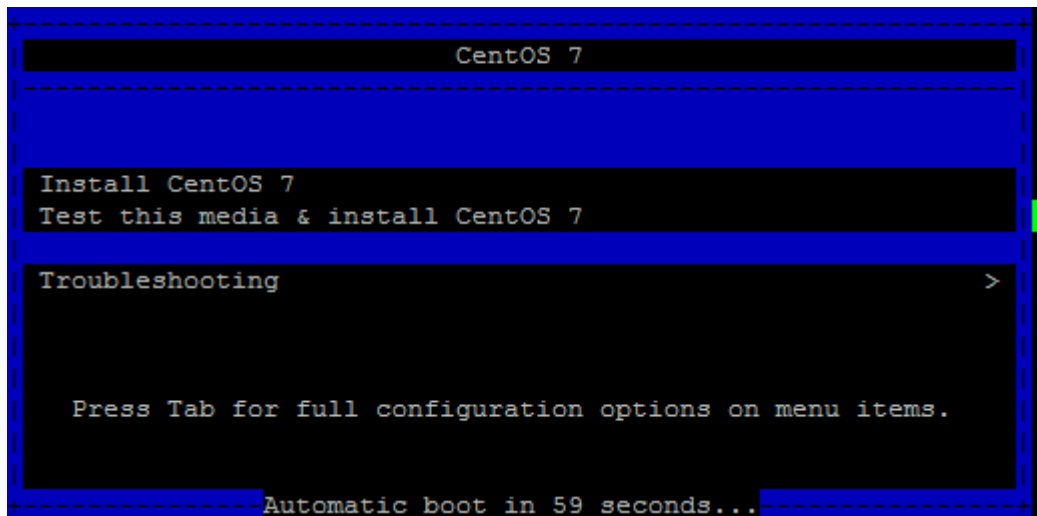 CentOS 7
Install CentOS 7
Test this media & install CentOS 7
Troubleshooting >
Press Tab for full configuration options on menu items.
Automatic boot in 59 seconds...